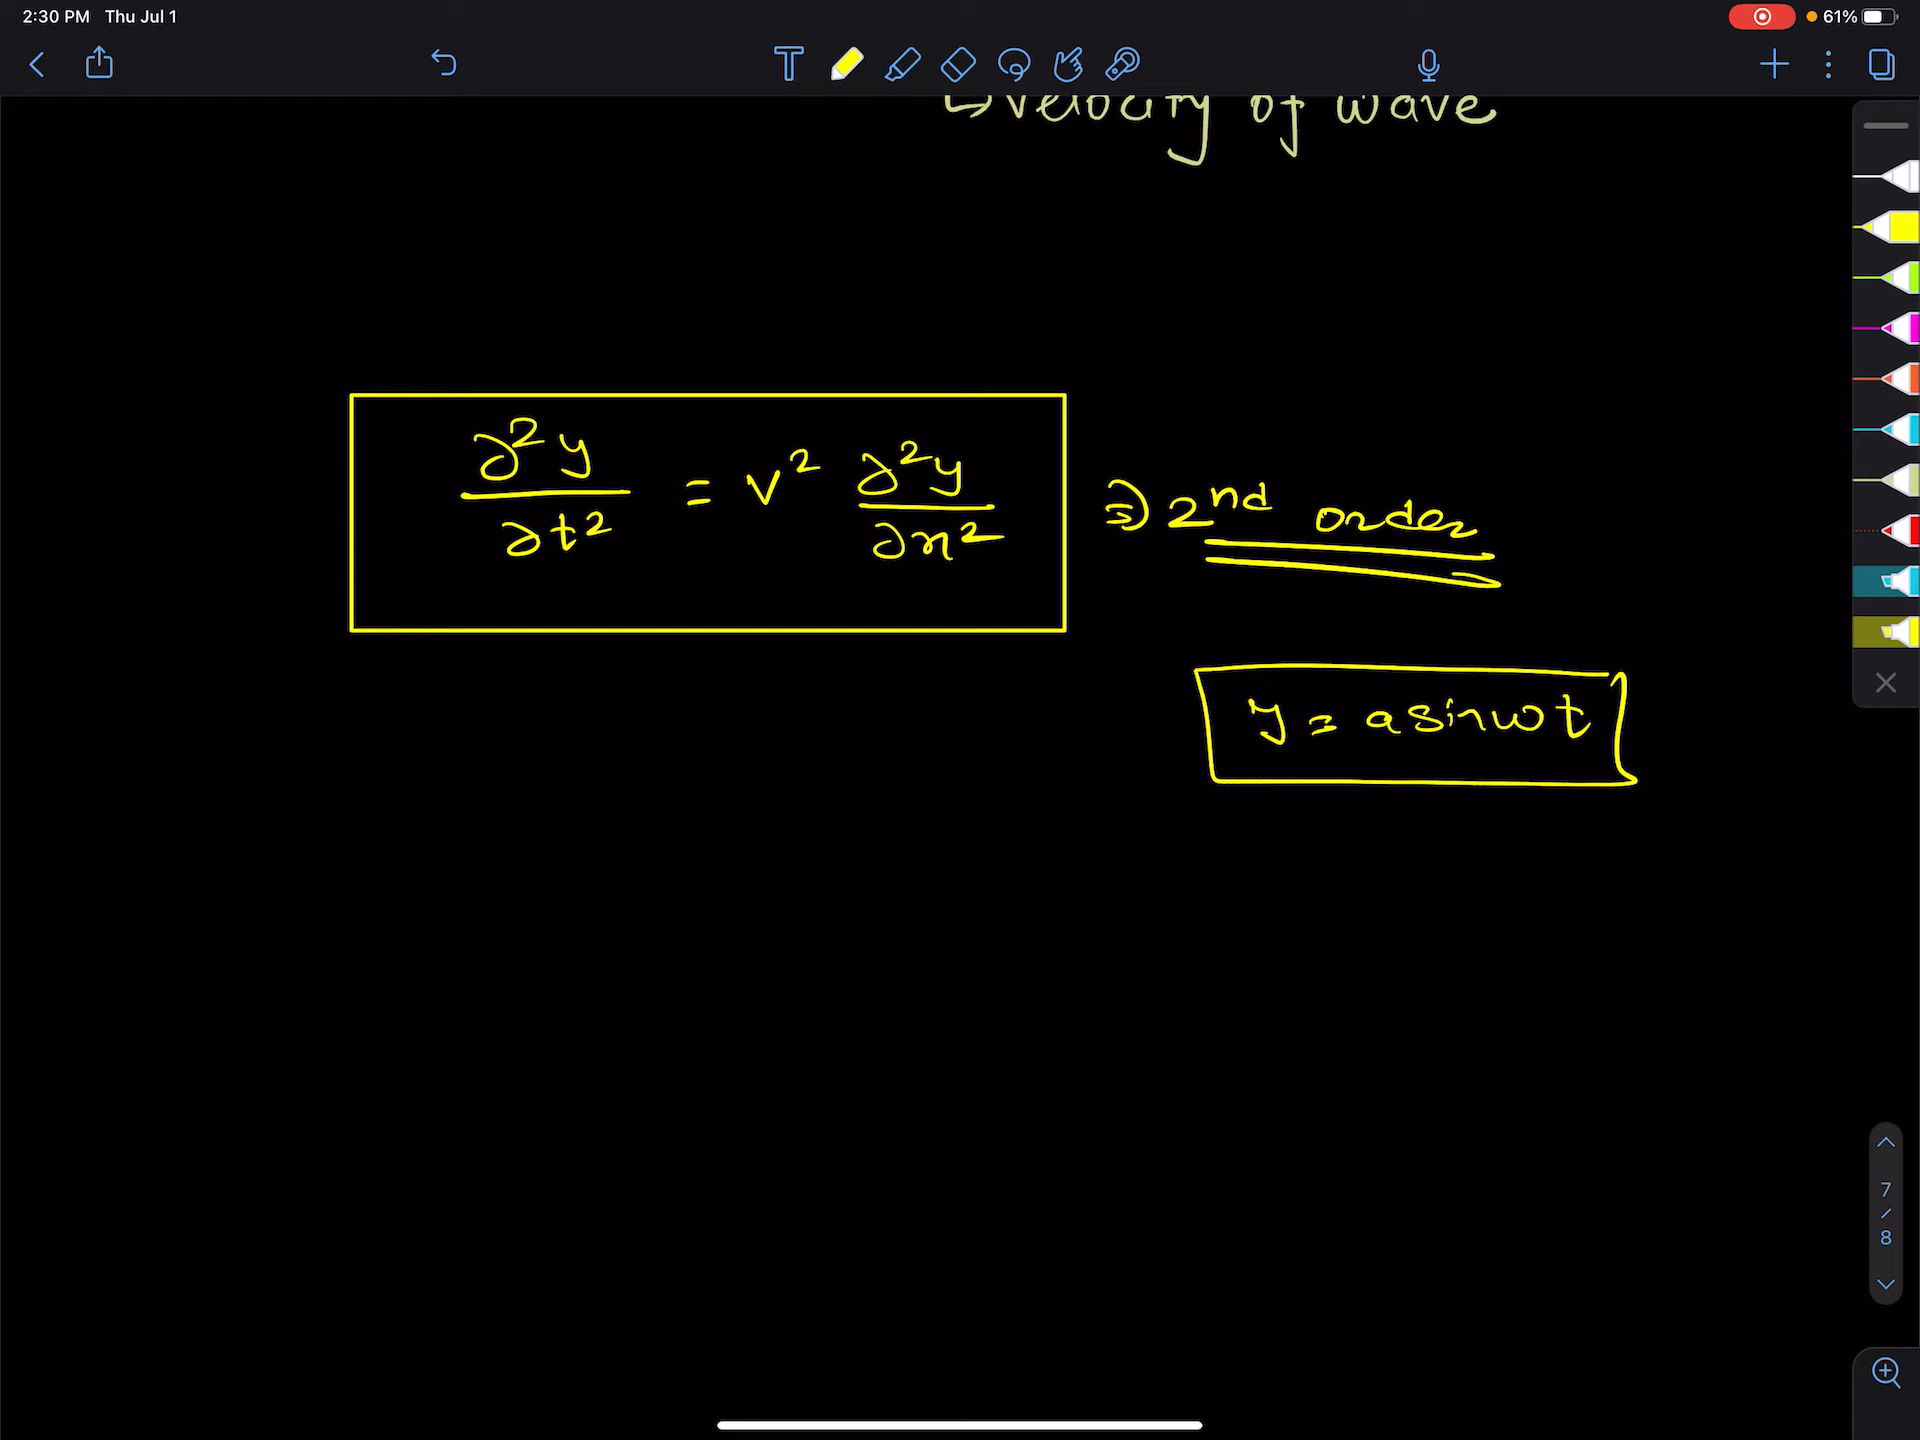 2:30 PM Thu Jul 1
61%
↳ velocity of wave
∂²y/∂t² = v² ∂²y/∂x² ⇒ 2nd order
y = a sin ωt
7
/
8